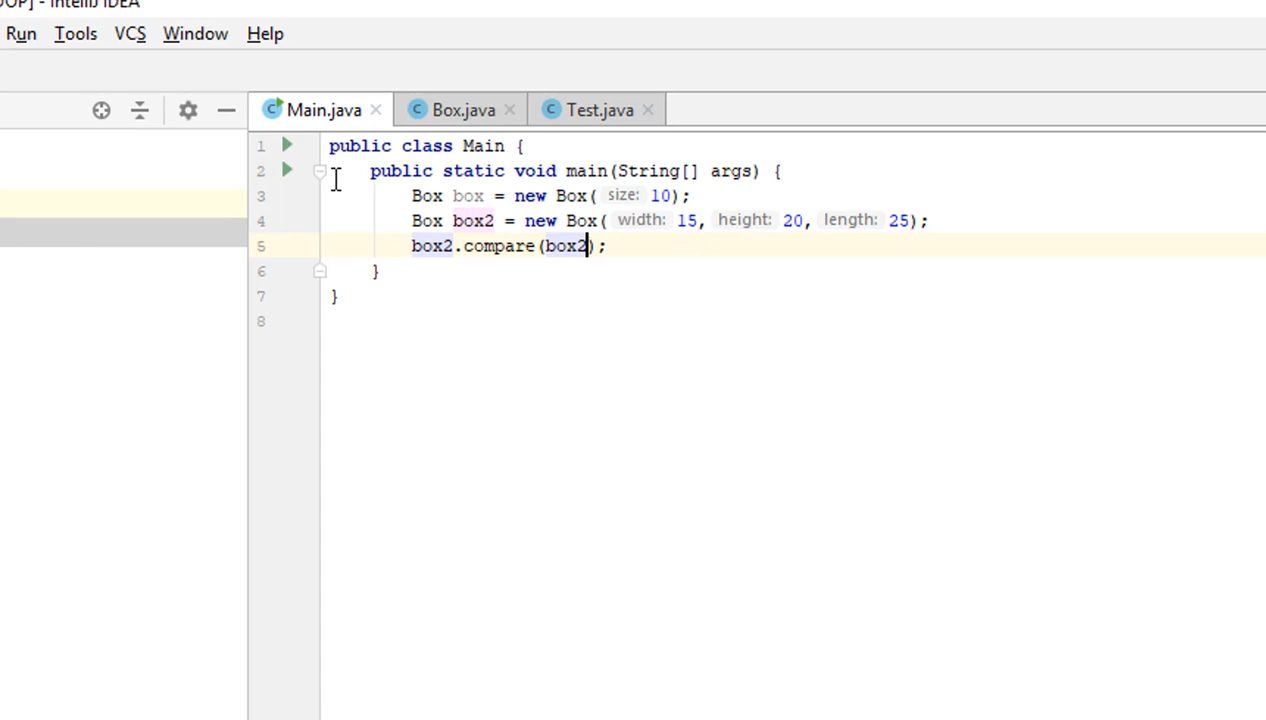 OOP] - IntelliJ IDEA
Run Tools VCS Window Help
Main.java Box.java Test.java
1 public class Main {
2 public static void main(String[] args) {
3 Box box = new Box( size: 10);
4 Box box2 = new Box( width: 15, height: 20, length: 25);
5 box2.compare(box2);
6 }
7 }
8